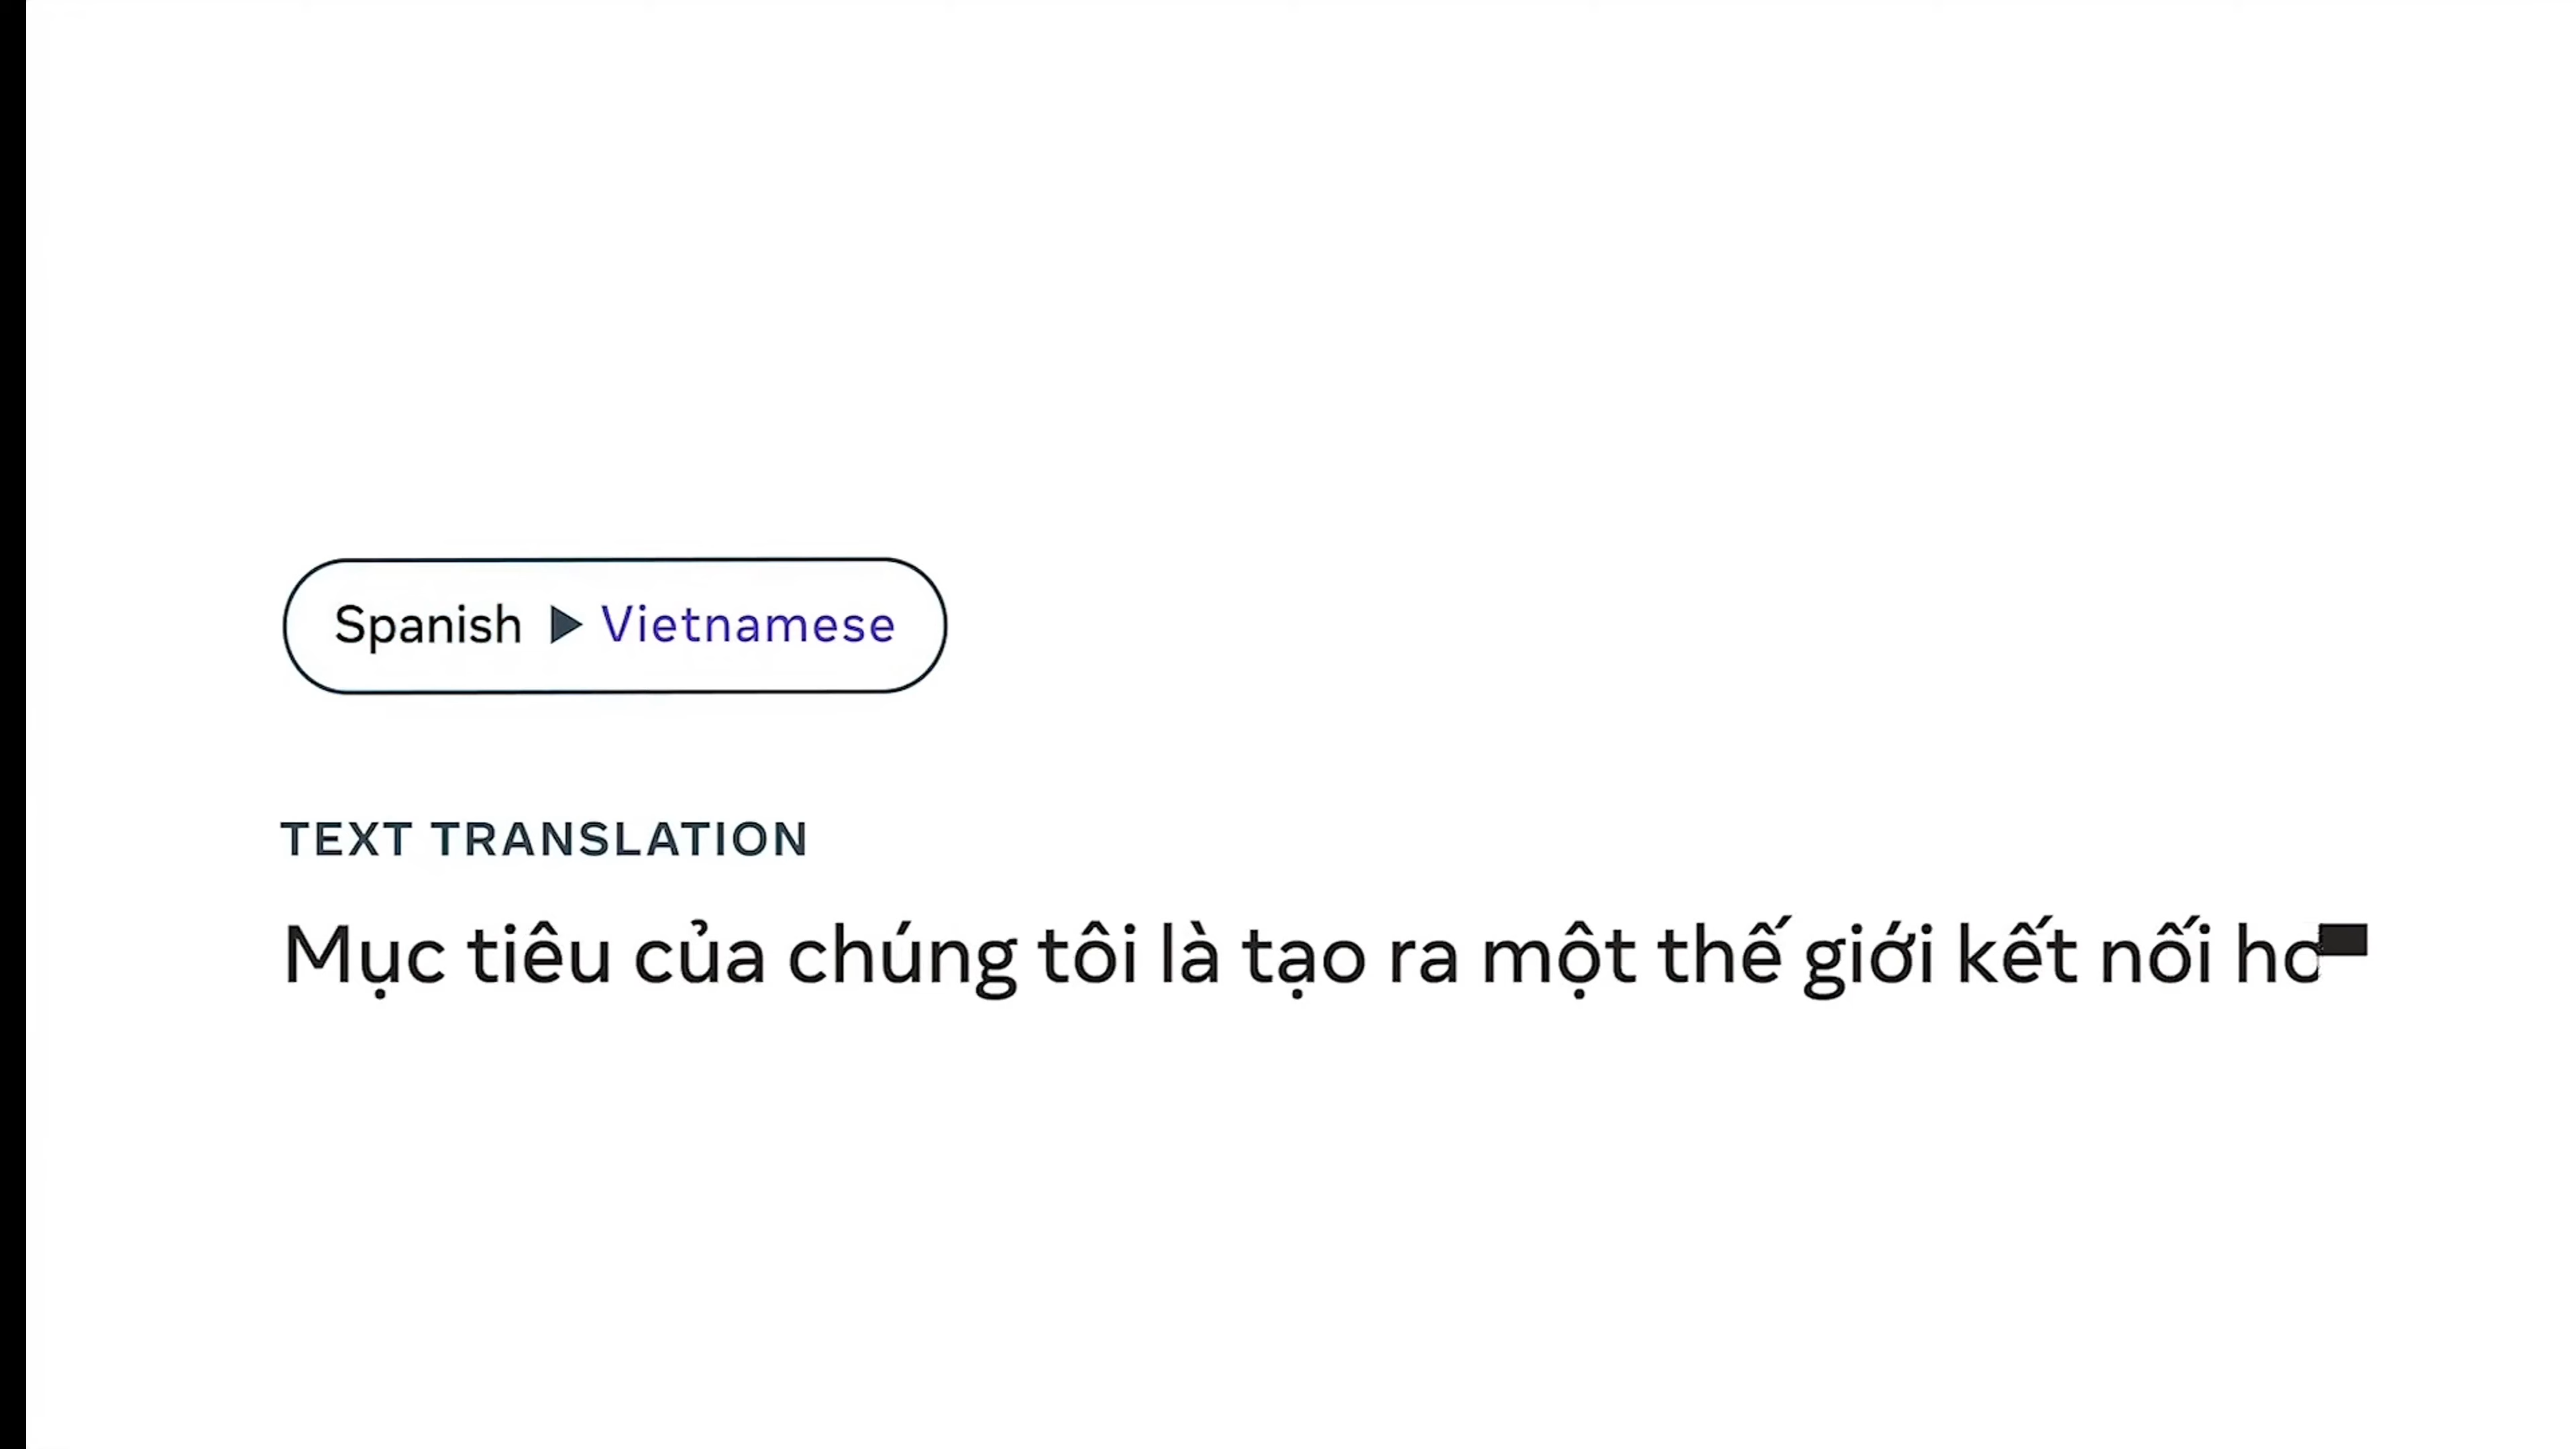 Spanish ▶ Vietnamese
TEXT TRANSLATION
Mục tiêu của chúng tôi là tạo ra một thế giới kết nối